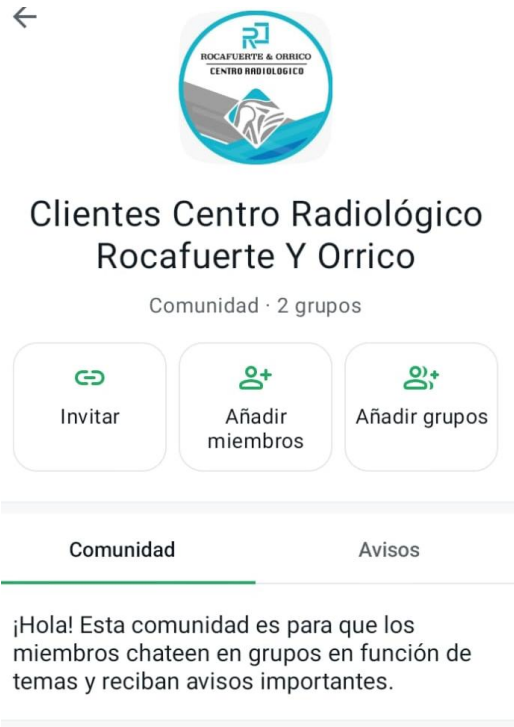 ROCAFUERTE & ORRICO
CENTRO RADIOLOGICO
Clientes Centro Radiológico
Rocafuerte Y Orrico
Comunidad · 2 grupos
Invitar
Añadir
miembros
Añadir grupos
Comunidad
Avisos
¡Hola! Esta comunidad es para que los
miembros chateen en grupos en función de
temas y reciban avisos importantes.